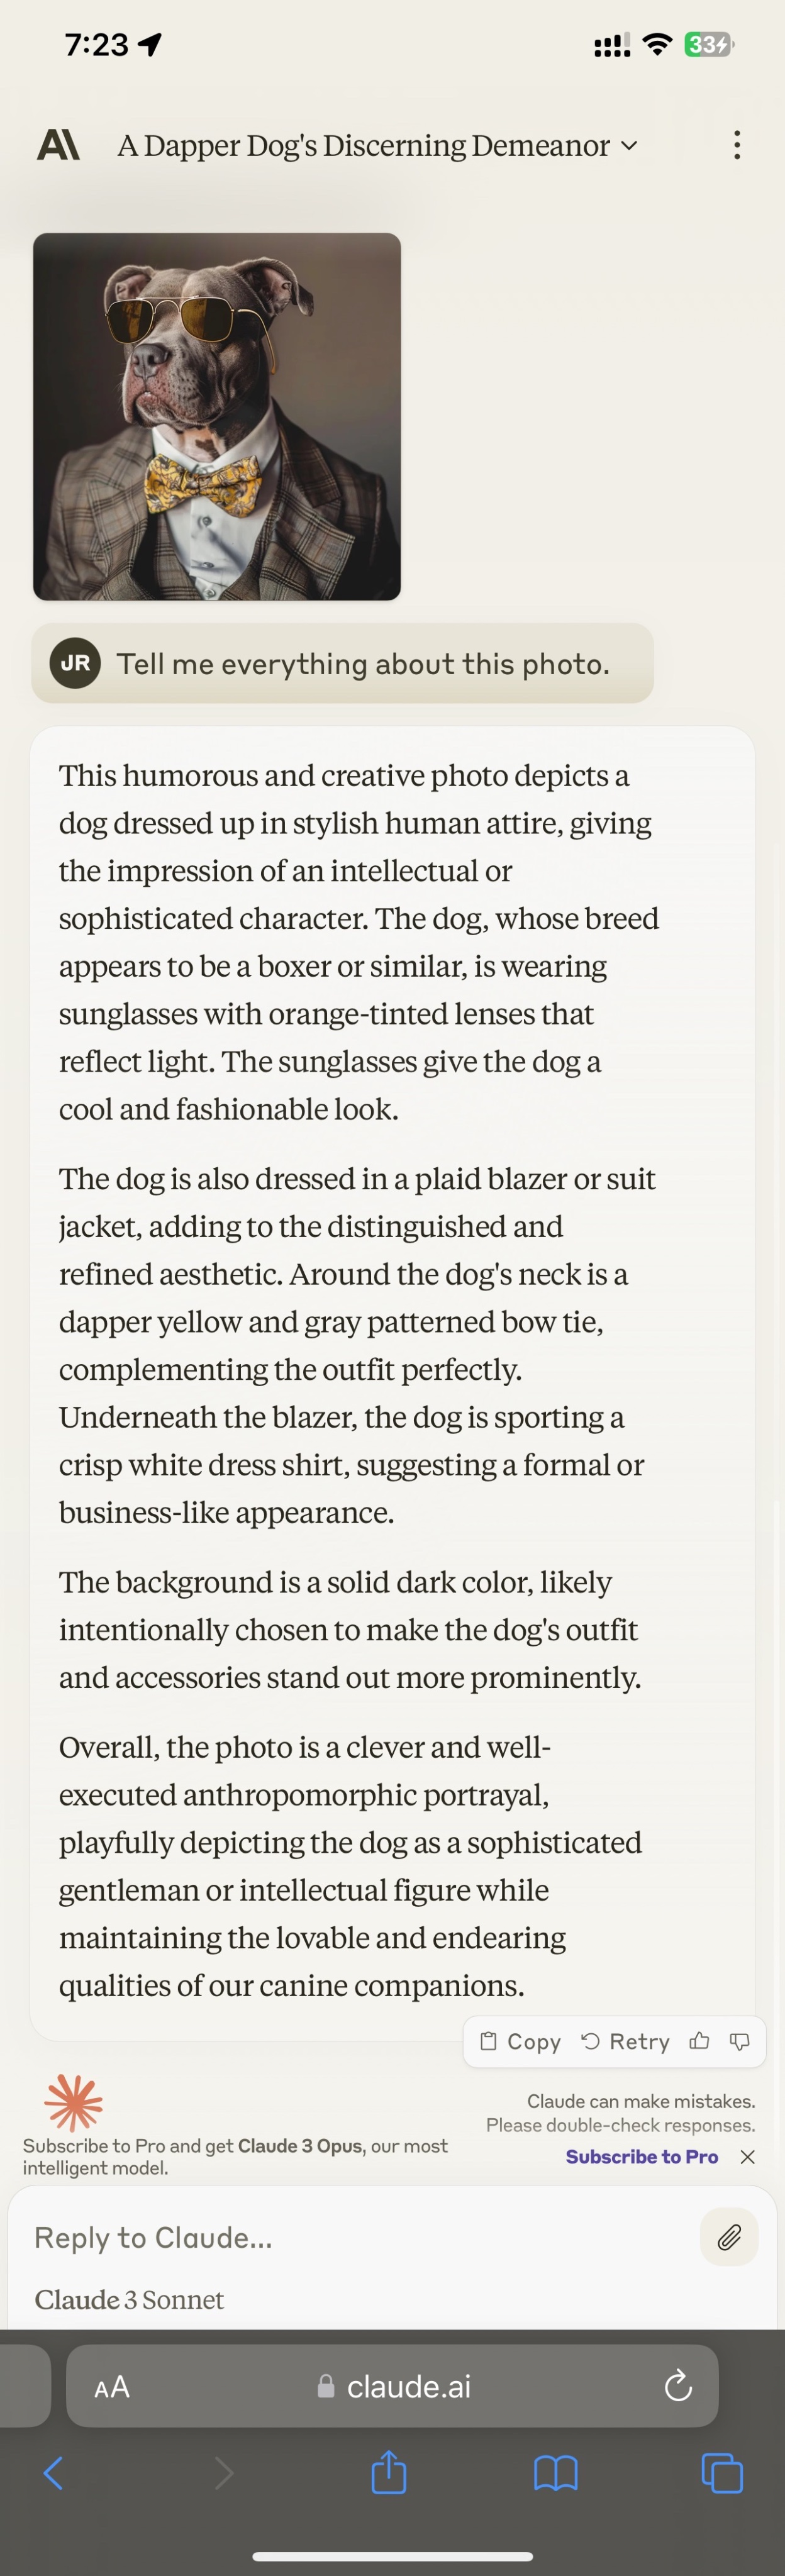 7:23
33
A\ A Dapper Dog's Discerning Demeanor
JR Tell me everything about this photo.
This humorous and creative photo depicts a
dog dressed up in stylish human attire, giving
the impression of an intellectual or
sophisticated character. The dog, whose breed
appears to be a boxer or similar, is wearing
sunglasses with orange-tinted lenses that
reflect light. The sunglasses give the dog a
cool and fashionable look.
The dog is also dressed in a plaid blazer or suit
jacket, adding to the distinguished and
refined aesthetic. Around the dog's neck is a
dapper yellow and gray patterned bow tie,
complementing the outfit perfectly.
Underneath the blazer, the dog is sporting a
crisp white dress shirt, suggesting a formal or
business-like appearance.
The background is a solid dark color, likely
intentionally chosen to make the dog's outfit
and accessories stand out more prominently.
Overall, the photo is a clever and well-
executed anthropomorphic portrayal,
playfully depicting the dog as a sophisticated
gentleman or intellectual figure while
maintaining the lovable and endearing
qualities of our canine companions.
Copy Retry
Claude can make mistakes.
Please double-check responses.
Subscribe to Pro and get Claude 3 Opus, our most
intelligent model.
Subscribe to Pro
Reply to Claude...
Claude 3 Sonnet
AA claude.ai